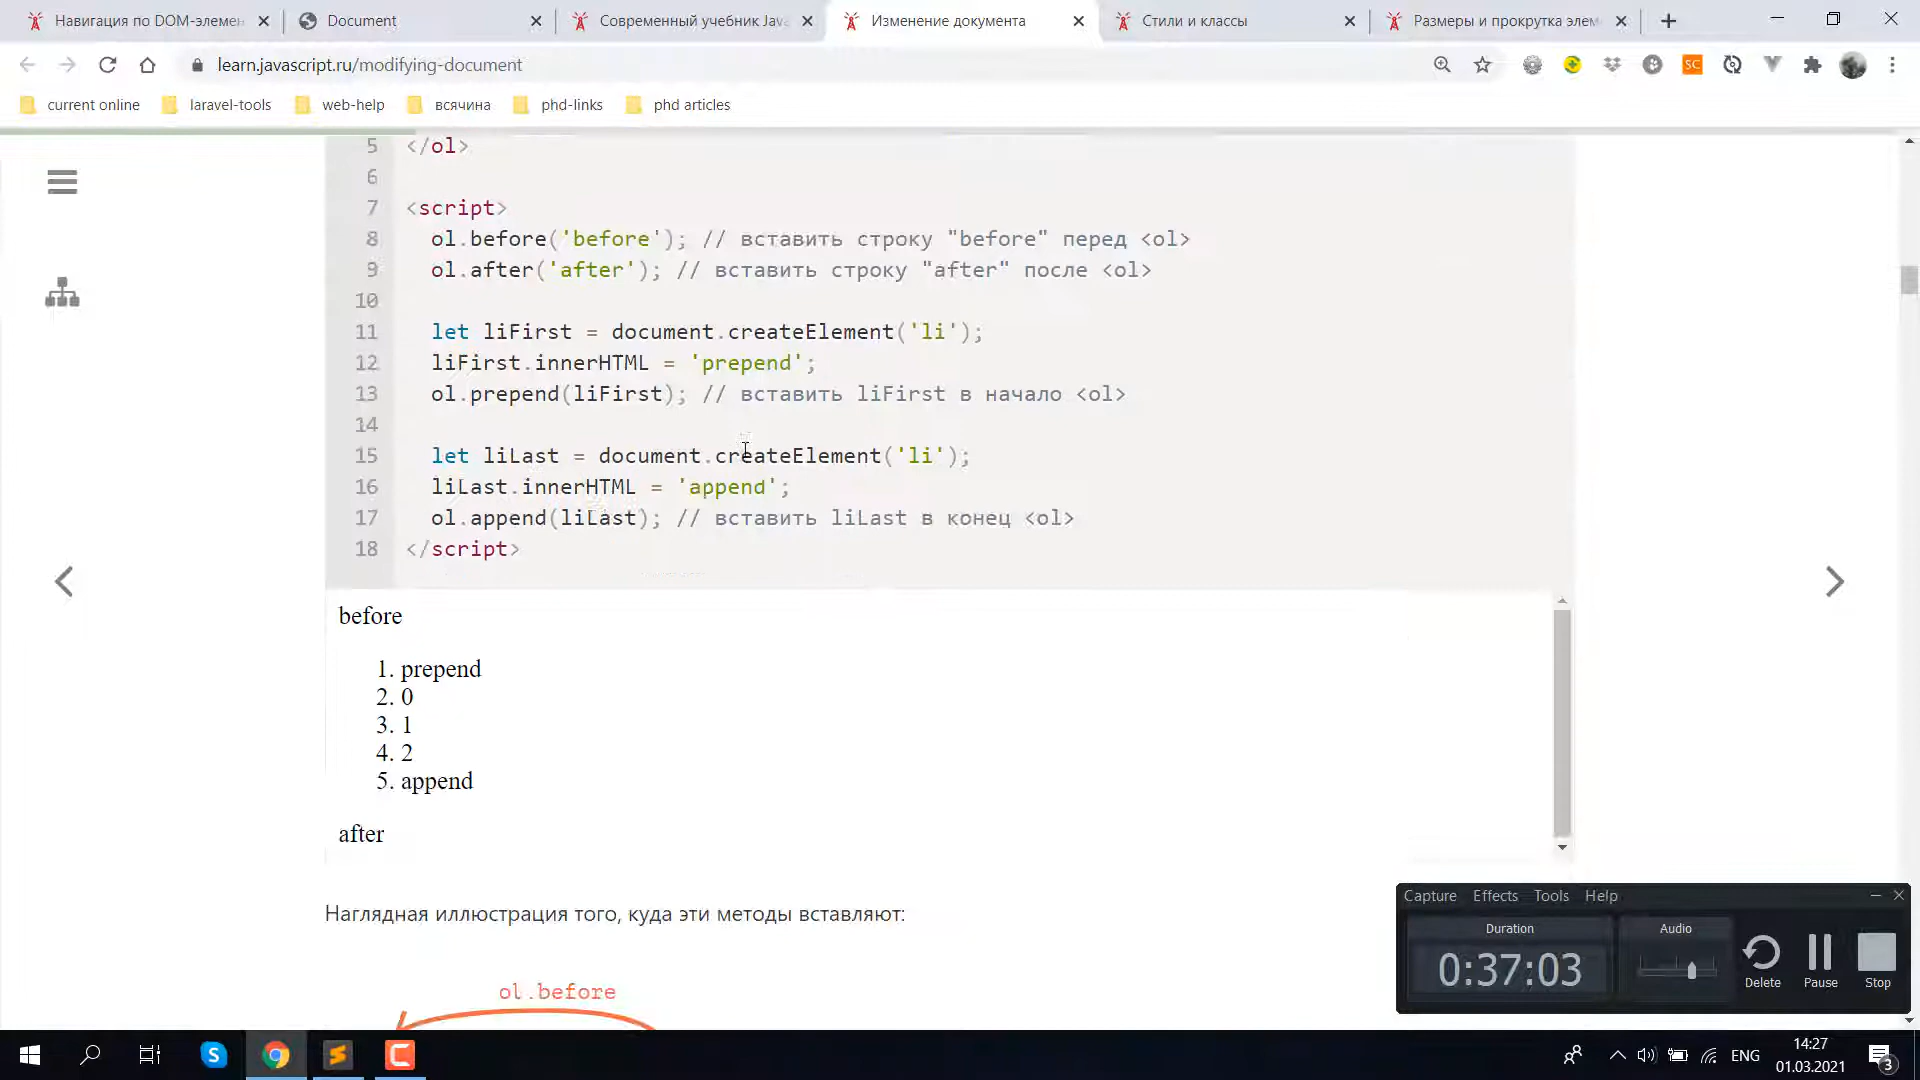 Навигация по DOM-элемен
Document
Современный учебник Java
Изменение документа
Стили и классы
Размеры и прокрутка элем
learn.javascript.ru/modifying-document
SC
current online
laravel-tools
web-help
всячина
phd-links
phd articles
5 </ol>
6
7 <script>
8 ol.before('before'); // вставить строку "before" перед <ol>
9 ol.after('after'); // вставить строку "after" после <ol>
10
11 let liFirst = document.createElement('li');
12 liFirst.innerHTML = 'prepend';
13 ol.prepend(liFirst); // вставить liFirst в начало <ol>
14
15 let liLast = document.createElement('li');
16 liLast.innerHTML = 'append';
17 ol.append(liLast); // вставить liLast в конец <ol>
18 </script>
before
1. prepend
2. 0
3. 1
4. 2
5. append
after
Наглядная иллюстрация того, куда эти методы вставляют:
ol.before
Capture Effects Tools Help
Duration
0:37:03
Audio
Delete
Pause
Stop
ENG
14:27
01.03.2021
3